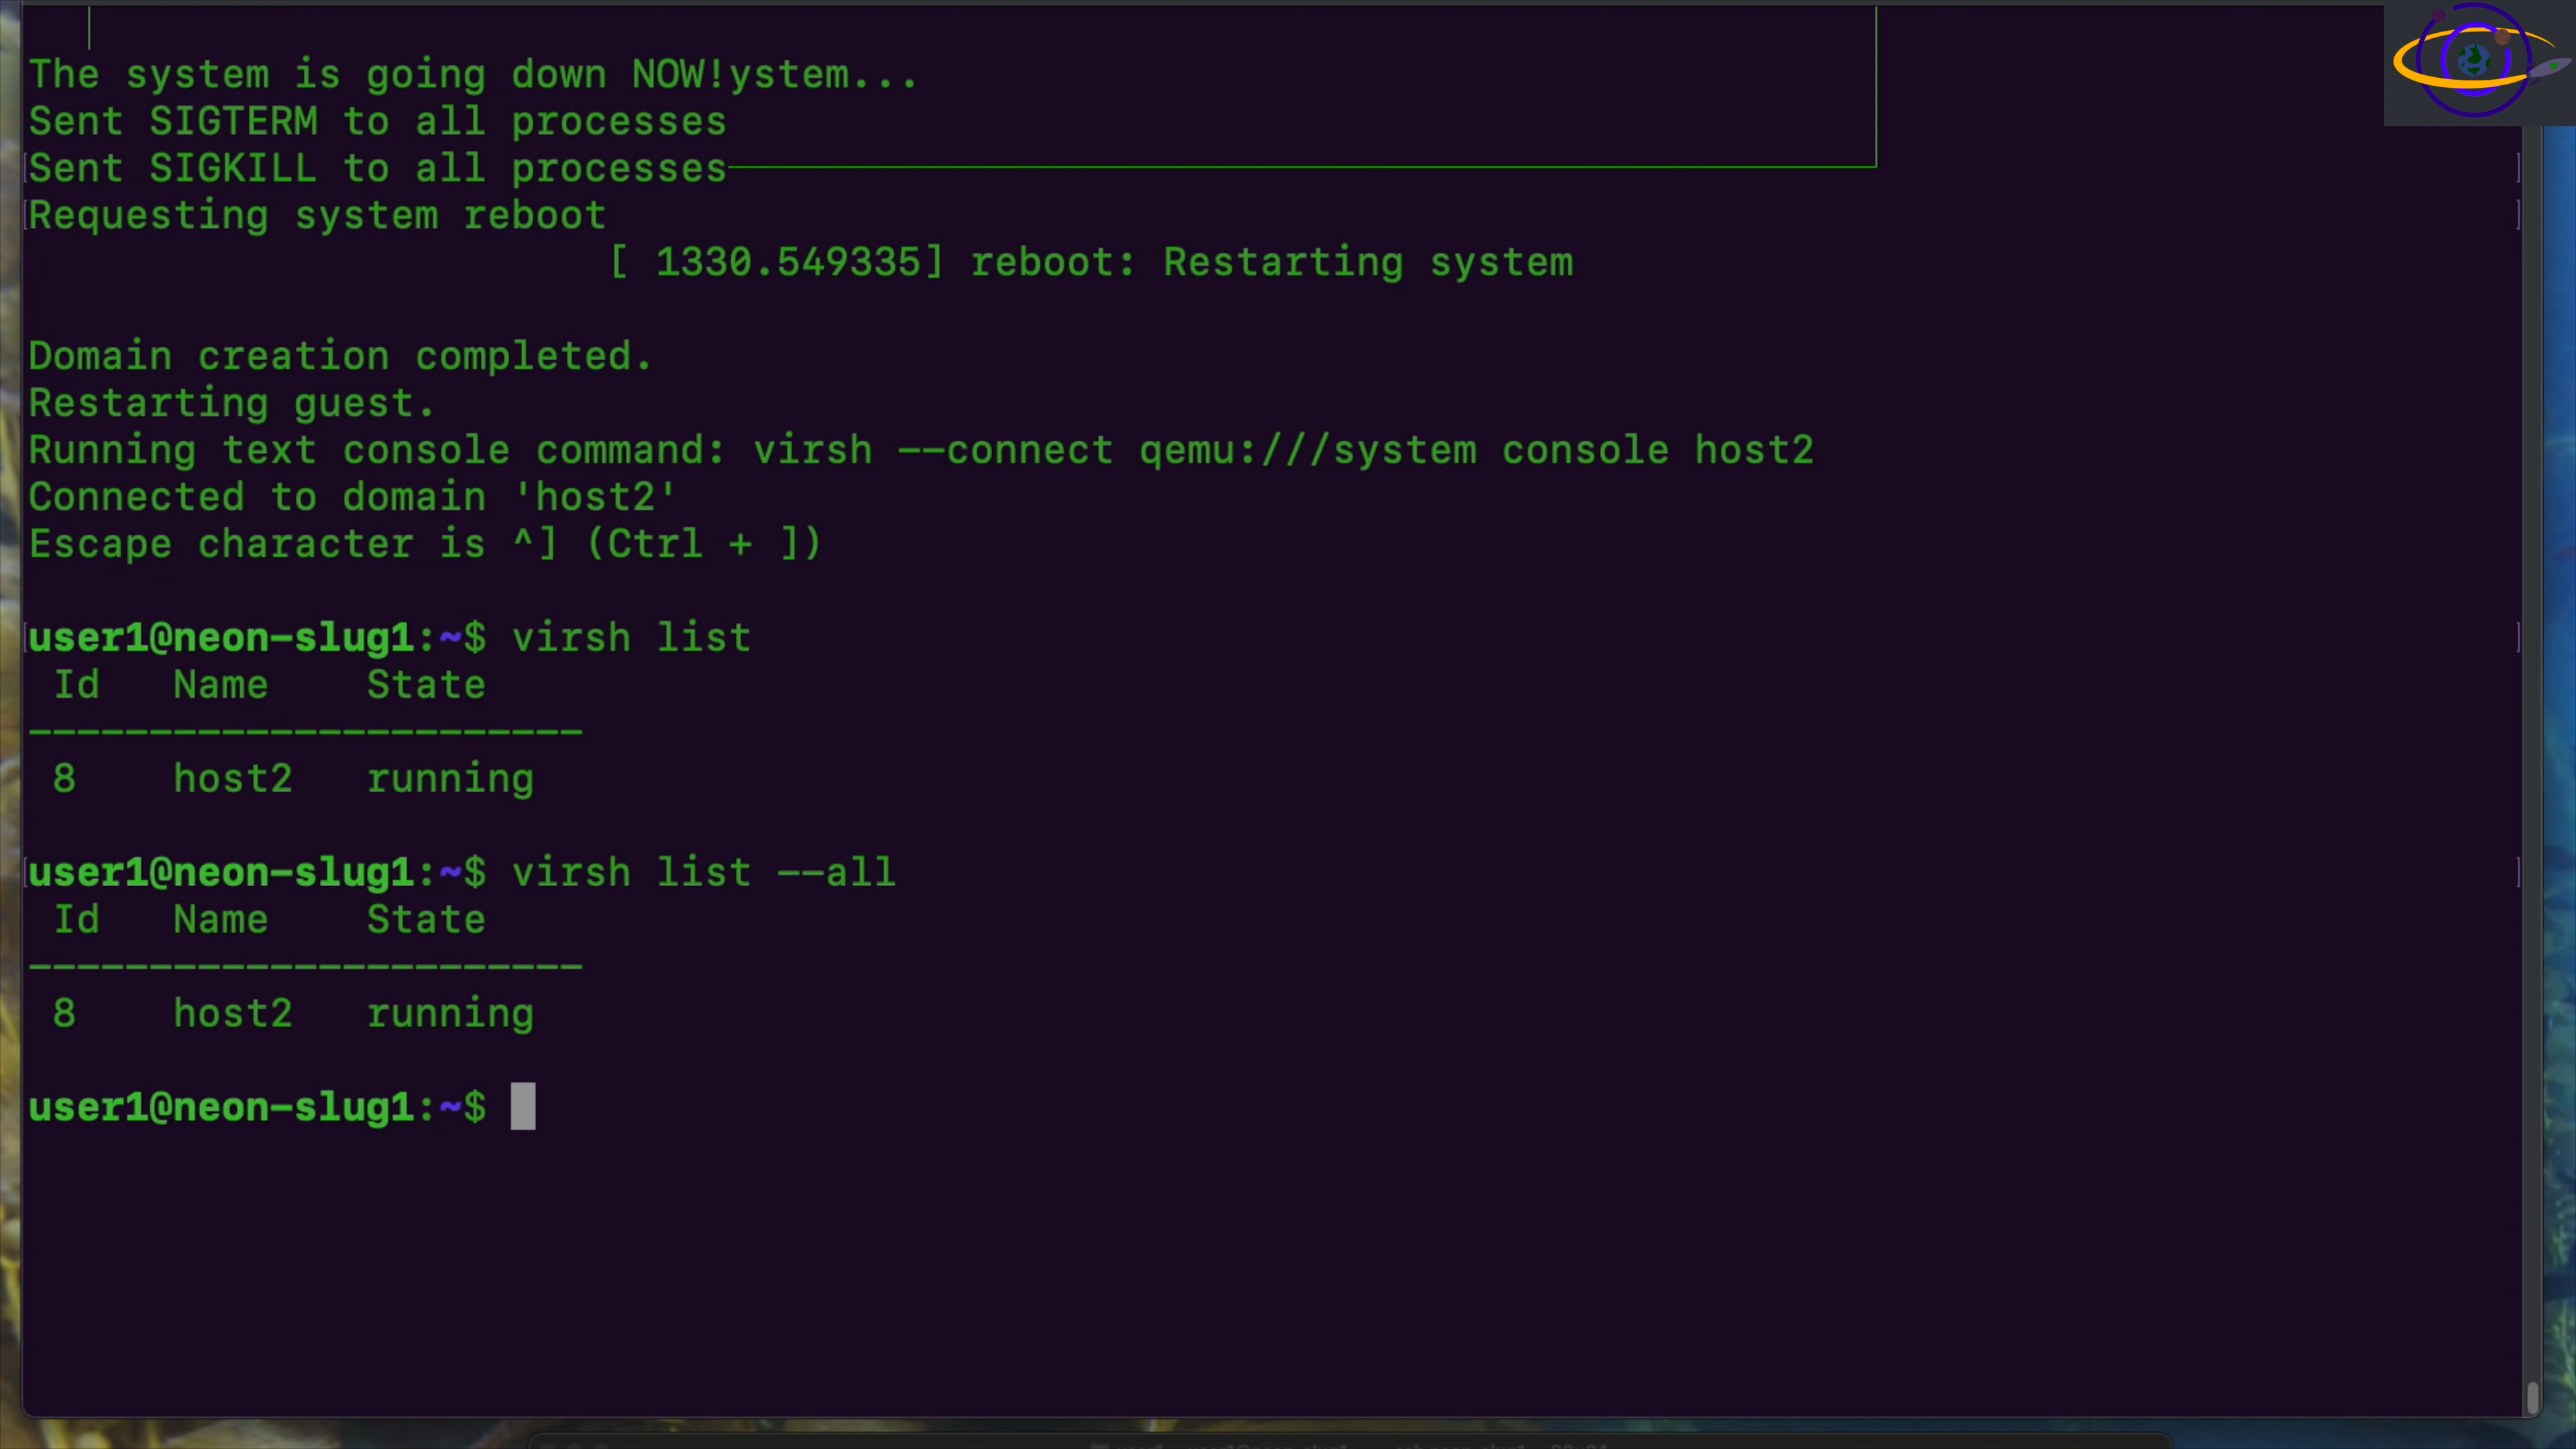 The system is going down NOW!ystem...
Sent SIGTERM to all processes
Sent SIGKILL to all processes
Requesting system reboot
[ 1330.549335] reboot: Restarting system
Domain creation completed.
Restarting guest.
Running text console command: virsh --connect qemu:///system console host2
Connected to domain 'host2'
Escape character is ^] (Ctrl + ])
user1@neon-slug1:~$ virsh list
Id Name State
-----------------------
8 host2 running
user1@neon-slug1:~$ virsh list --all
Id Name State
-----------------------
8 host2 running
user1@neon-slug1:~$